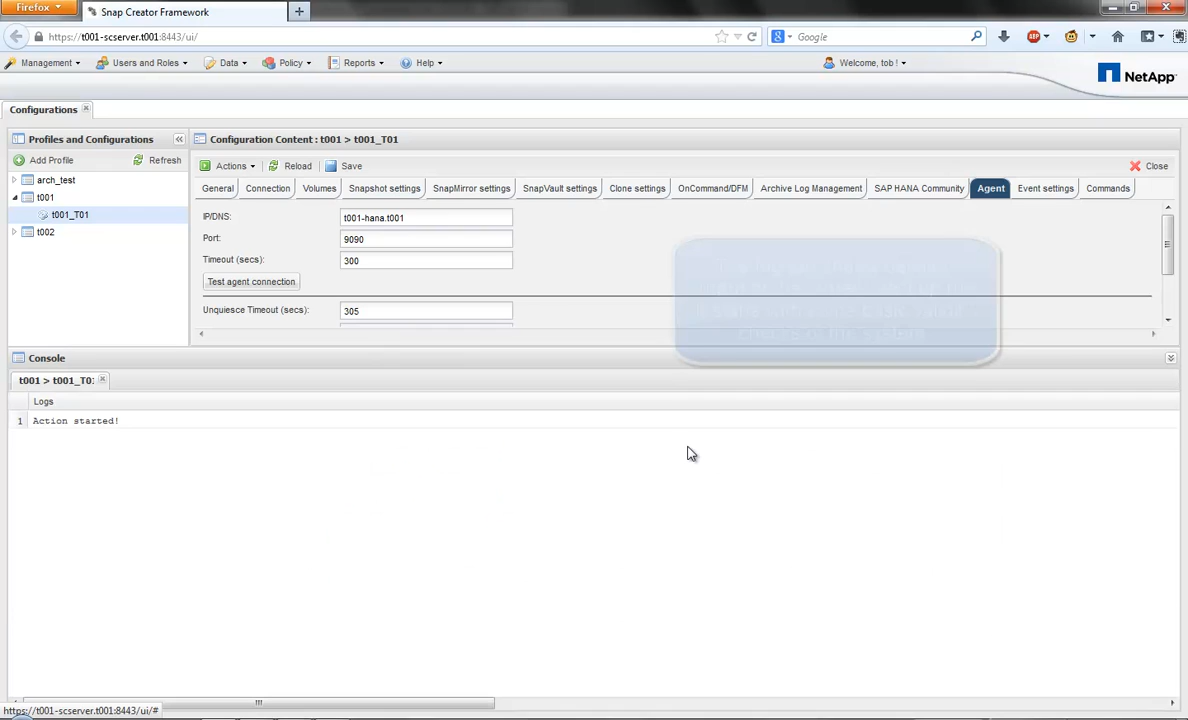 Firefox
Snap Creator Framework
https://t001-scserver.t001:8443/ui/
Google
ABP
Management
Users and Roles
Data
Policy
Reports
Help
Welcome, tob !
NetApp
Configurations
Profiles and Configurations
Configuration Content : t001 > t001_T01
Add Profile
Refresh
Actions
Reload
Save
Close
arch_test
t001
t001_T01
t002
General
Connection
Volumes
Snapshot settings
SnapMirror settings
SnapVault settings
Clone settings
OnCommand/DFM
Archive Log Management
SAP HANA Community
Agent
Event settings
Commands
IP/DNS:
t001-hana.t001
Port:
9090
Timeout (secs):
300
Test agent connection
Unquiesce Timeout (secs):
305
Console
t001 > t001_T0:
Logs
1
Action started!
https://t001-scserver.t001:8443/ui/#